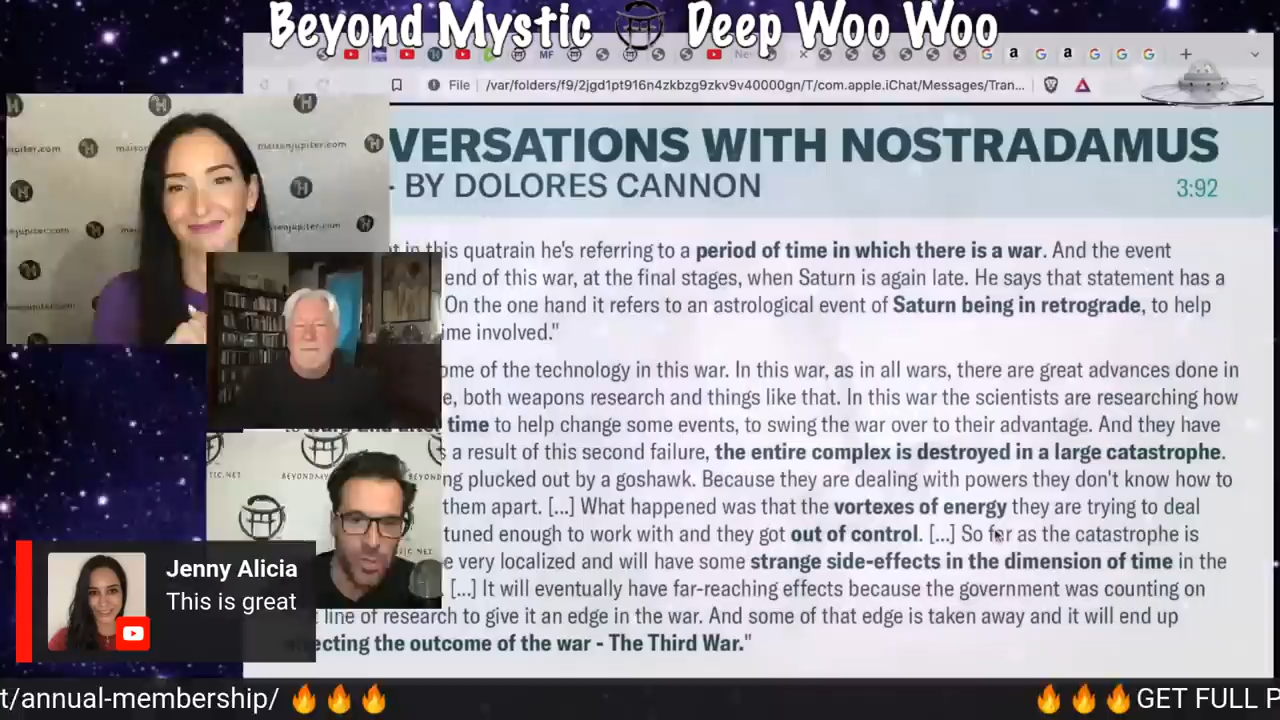 Beyond Mystic Deep Woo Woo
File /var/folders/f9/2jgd1pt916n4zkbzg9zkv9v40000gn/T/com.apple.iChat/Messages/Tran...
VERSATIONS WITH NOSTRADAMUS
- BY DOLORES CANNON
3:92
in this quatrain he's referring to a period of time in which there is a war. And the event
end of this war, at the final stages, when Saturn is again late. He says that statement has a
On the one hand it refers to an astrological event of Saturn being in retrograde, to help
ime involved."
ome of the technology in this war. In this war, as in all wars, there are great advances done in
e, both weapons research and things like that. In this war the scientists are researching how
time to help change some events, to swing the war over to their advantage. And they have
s a result of this second failure, the entire complex is destroyed in a large catastrophe.
ng plucked out by a goshawk. Because they are dealing with powers they don't know how to
them apart. [...] What happened was that the vortexes of energy they are trying to deal
tuned enough to work with and they got out of control. [...] So far as the catastrophe is
e very localized and will have some strange side-effects in the dimension of time in the
[...] It will eventually have far-reaching effects because the government was counting on
line of research to give it an edge in the war. And some of that edge is taken away and it will end up
ecting the outcome of the war - The Third War."
Jenny Alicia
This is great
t/annual-membership/ 🔥🔥🔥 🔥🔥🔥GET FULL P